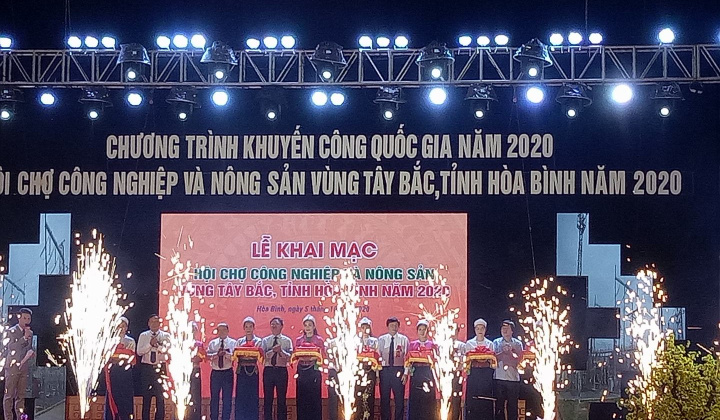 CHƯƠNG TRÌNH KHUYẾN CÔNG QUỐC GIA NĂM 2020
CHỢ CÔNG NGHIỆP VÀ NÔNG SẢN VÙNG TÂY BẮC,TỈNH HÒA BÌNH NĂM 2020
LỄ KHAI MẠC
HỘI CHỢ CÔNG NGHIỆP VÀ NÔNG SẢN
VÙNG TÂY BẮC, TỈNH HÒA BÌNH NĂM 2020
Hòa Bình, ngày 5